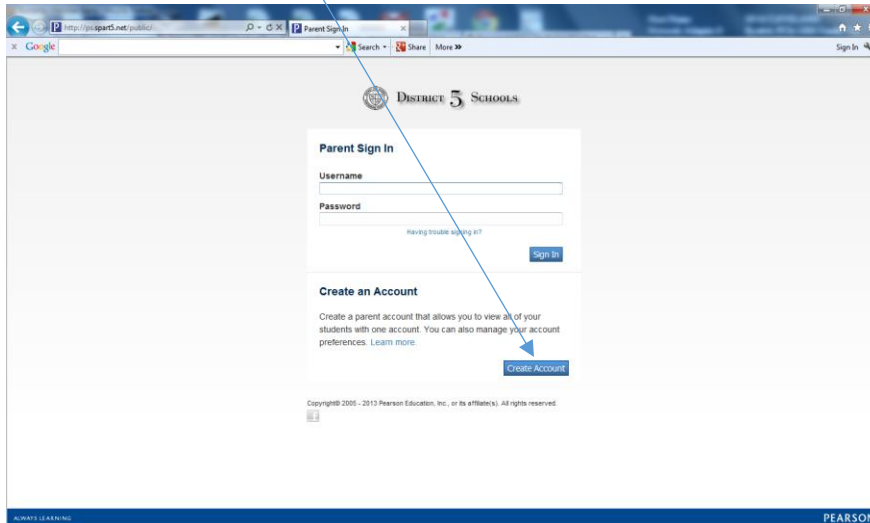 http://ps.spart5.net/public/
Parent Sign In
Google
Search
Share
More
Sign In
DISTRICT 5 SCHOOLS
Parent Sign In
Username
Password
Having trouble signing in?
Sign In
Create an Account
Create a parent account that allows you to view all of your
students with one account. You can also manage your account
preferences. Learn more.
Create Account
Copyright© 2005 - 2013 Pearson Education, Inc., or its affiliate(s). All rights reserved.
ALWAYS LEARNING
PEARSON